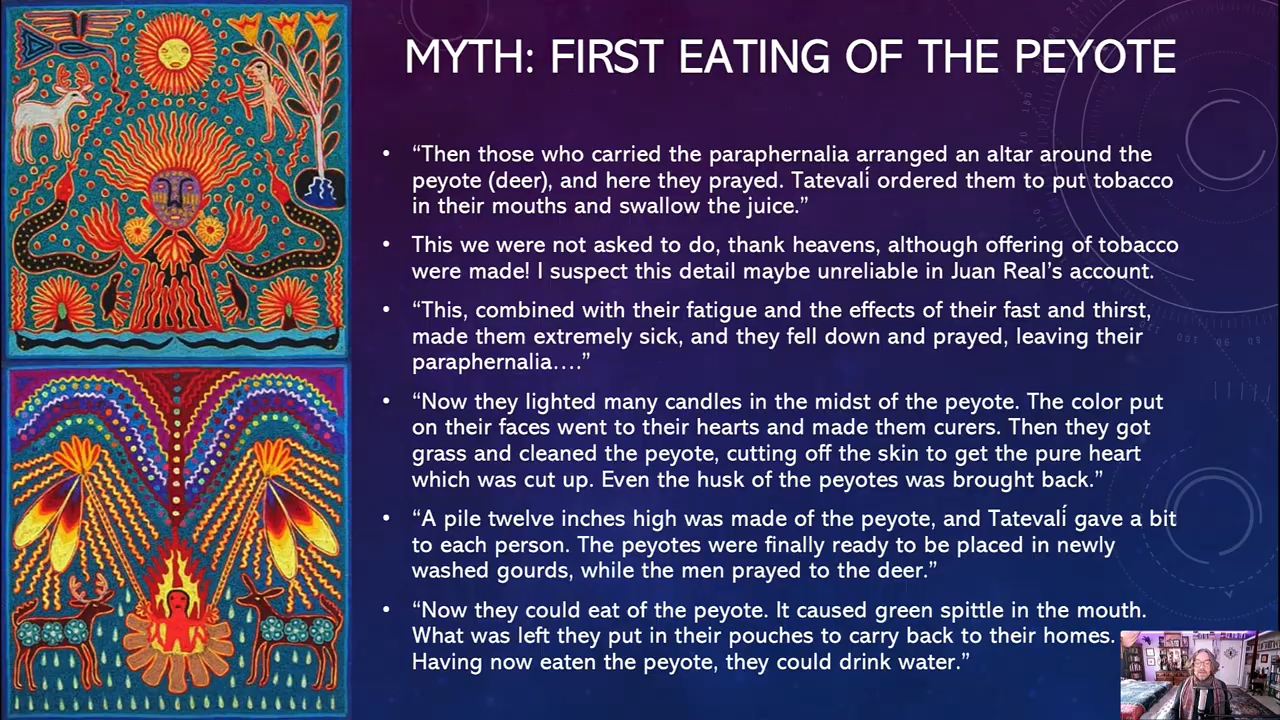 MYTH: FIRST EATING OF THE PEYOTE
• “Then those who carried the paraphernalia arranged an altar around the
peyote (deer), and here they prayed. Tatevalí ordered them to put tobacco
in their mouths and swallow the juice.”
• This we were not asked to do, thank heavens, although offering of tobacco
were made! I suspect this detail maybe unreliable in Juan Real’s account.
• “This, combined with their fatigue and the effects of their fast and thirst,
made them extremely sick, and they fell down and prayed, leaving their
paraphernalia….”
• “Now they lighted many candles in the midst of the peyote. The color put
on their faces went to their hearts and made them curers. Then they got
grass and cleaned the peyote, cutting off the skin to get the pure heart
which was cut up. Even the husk of the peyotes was brought back.”
• “A pile twelve inches high was made of the peyote, and Tatevalí gave a bit
to each person. The peyotes were finally ready to be placed in newly
washed gourds, while the men prayed to the deer.”
• “Now they could eat of the peyote. It caused green spittle in the mouth.
What was left they put in their pouches to carry back to their homes.
Having now eaten the peyote, they could drink water.”